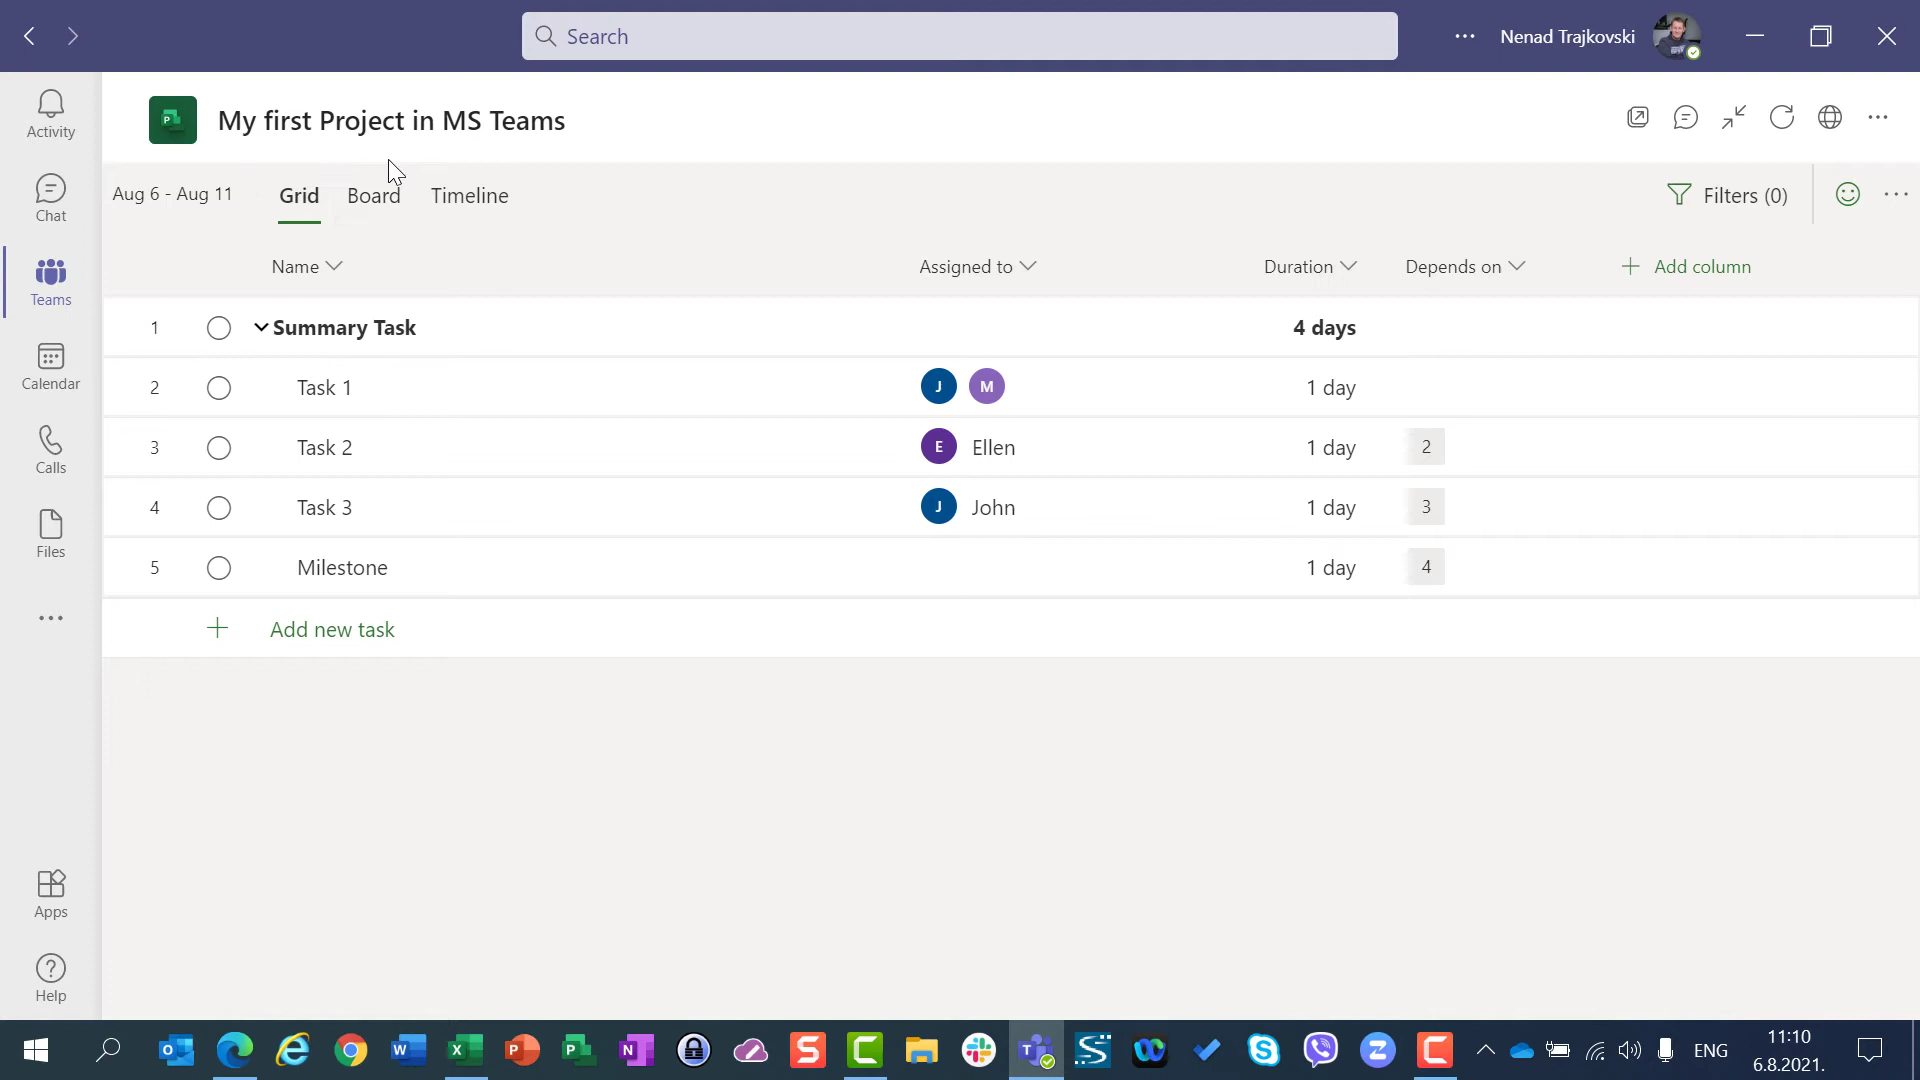 Search
Nenad Trajkovski
Activity
Chat
Teams
Calendar
Calls
Files
Apps
Help
My first Project in MS Teams
Aug 6 - Aug 11
Grid Board Timeline
Filters (0)
Name Assigned to Duration Depends on Add column
1 Summary Task 4 days
2 Task 1 J M 1 day
3 Task 2 E Ellen 1 day 2
4 Task 3 J John 1 day 3
5 Milestone 1 day 4
Add new task
ENG
11:10
6.8.2021.